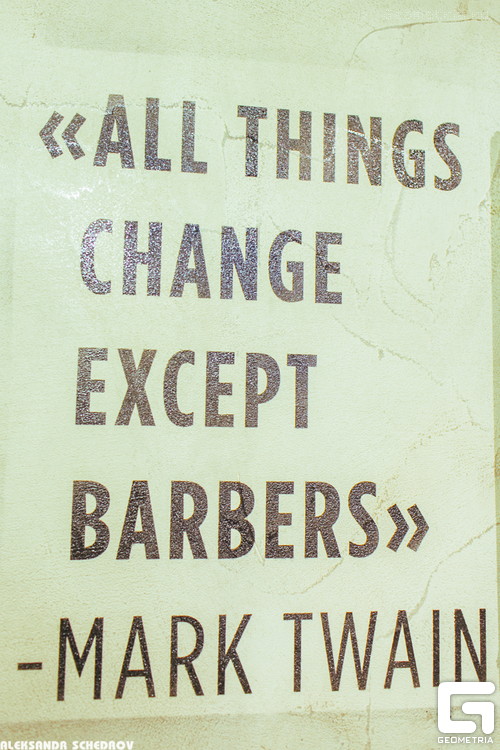 «ALL THINGS
CHANGE
EXCEPT
BARBERS»
-MARK TWAIN
G
GEOMETRIA
ALEKSANDR SCHEDROV